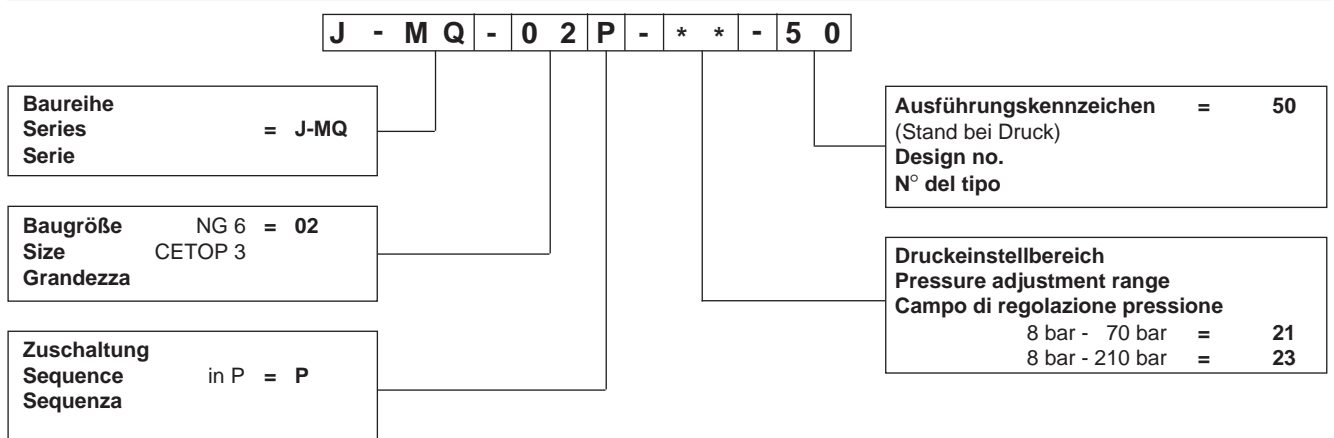 J - M Q - 0 2 P - * * - 5 0
Baureihe
Series = J-MQ
Serie
Baugröße NG 6 = 02
Size CETOP 3
Grandezza
Zuschaltung
Sequence in P = P
Sequenza
Ausführungskennzeichen = 50
(Stand bei Druck)
Design no.
N° del tipo
Druckeinstellbereich
Pressure adjustment range
Campo di regolazione pressione
8 bar - 70 bar = 21
8 bar - 210 bar = 23